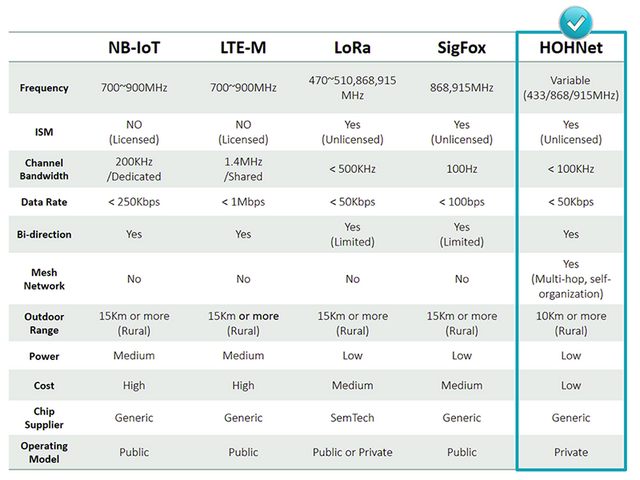 NB-IoT LTE-M LoRa SigFox HOHNet
Frequency 700~900MHz 700~900MHz 470~510,868,915 MHz 868,915MHz Variable (433/868/915MHz)
ISM NO (Licensed) NO (Licensed) Yes (Unlicensed) Yes (Unlicensed) Yes (Unlicensed)
Channel Bandwidth 200KHz /Dedicated 1.4MHz /Shared < 500KHz 100Hz < 100KHz
Data Rate < 250Kbps < 1Mbps < 50Kbps < 100bps < 50Kbps
Bi-direction Yes Yes Yes (Limited) Yes (Limited) Yes
Mesh Network No No No No Yes (Multi-hop, self-organization)
Outdoor Range 15Km or more (Rural) 15Km or more (Rural) 15Km or more (Rural) 15Km or more (Rural) 10Km or more (Rural)
Power Medium Medium Low Low Low
Cost High High Medium Medium Low
Chip Supplier Generic Generic SemTech Generic Generic
Operating Model Public Public Public or Private Public Private